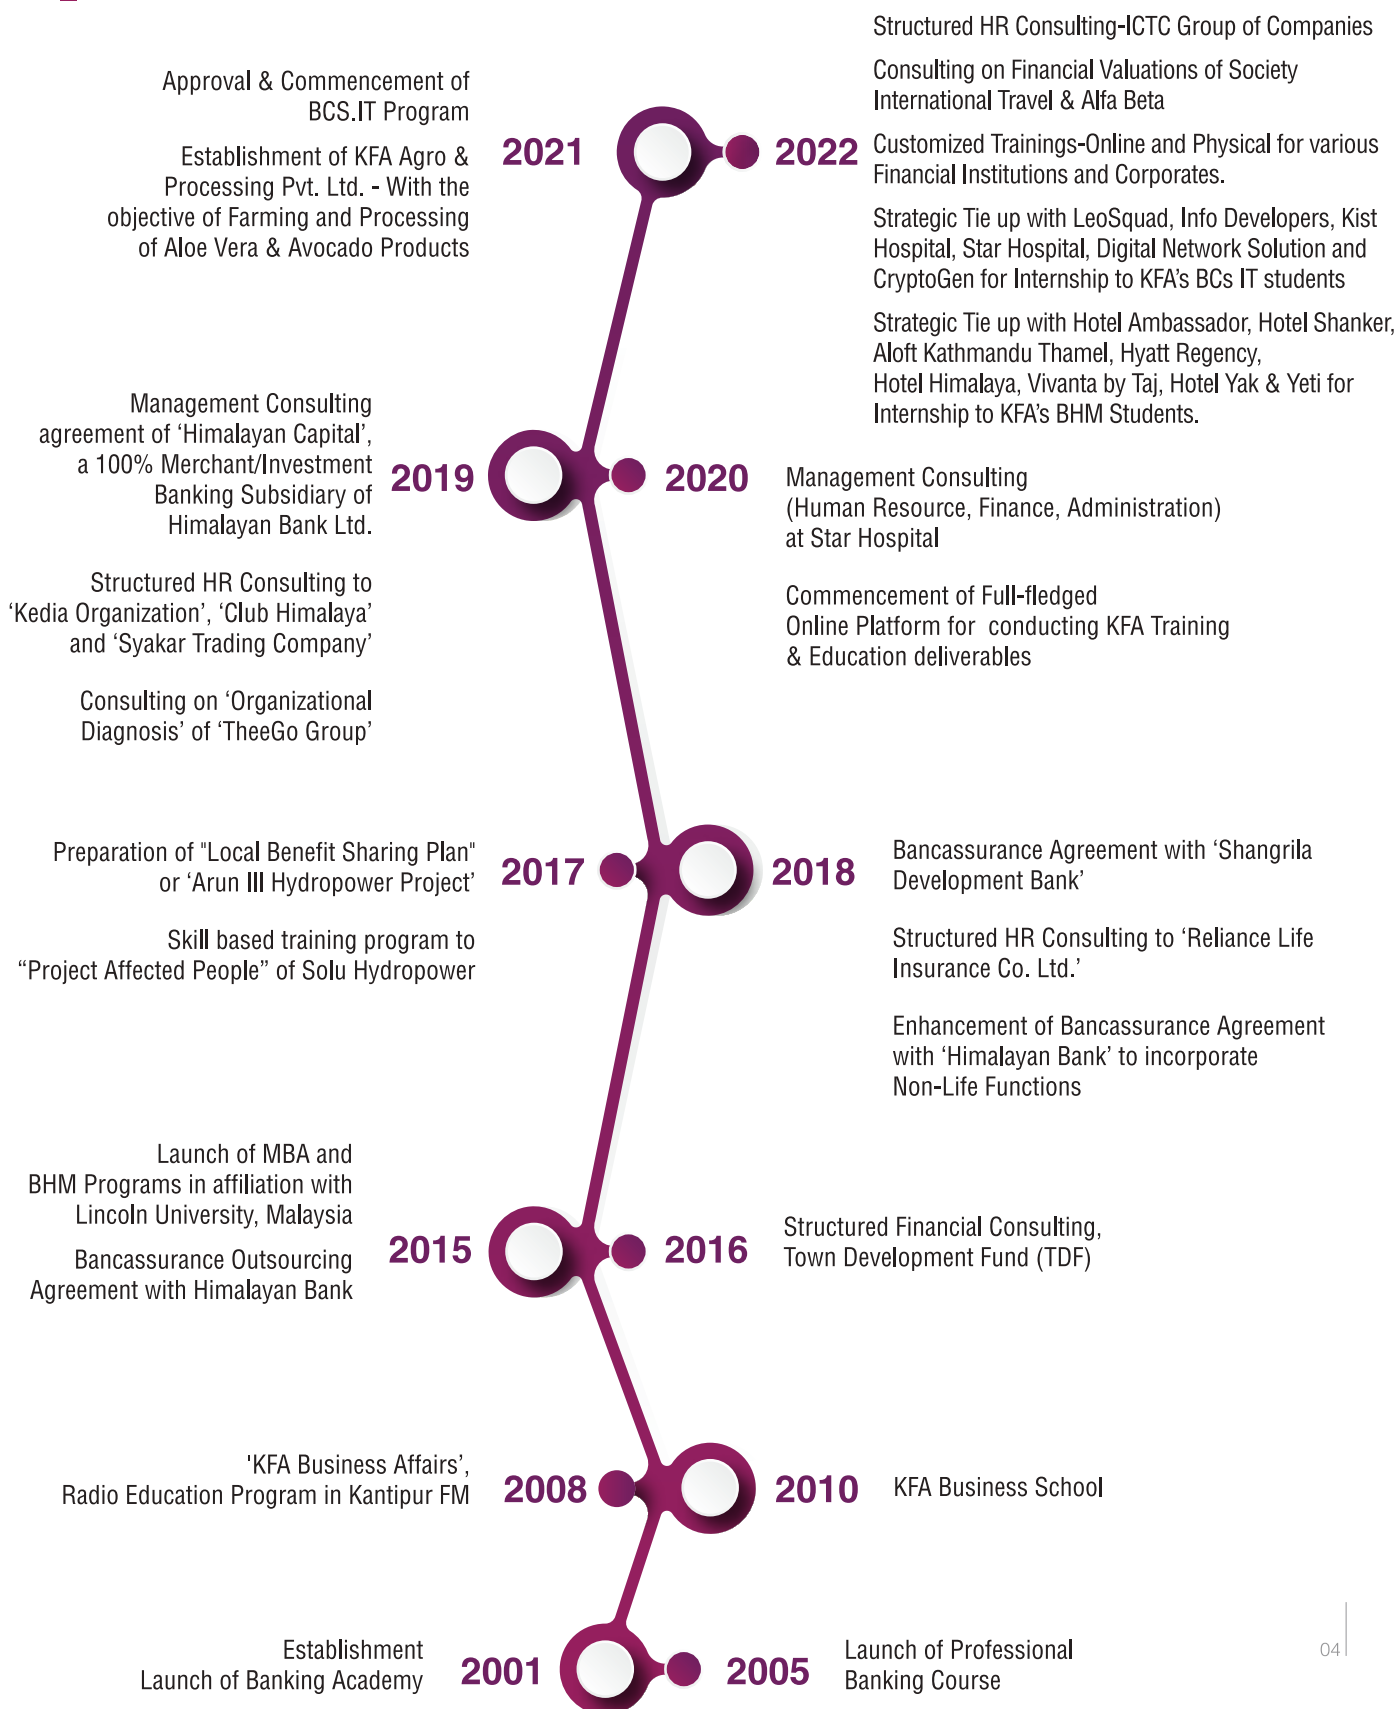 Approval & Commencement of
BCS.IT Program
Establishment of KFA Agro &
Processing Pvt. Ltd. - With the
objective of Farming and Processing
of Aloe Vera & Avocado Products
2021
2022
Structured HR Consulting-ICTC Group of Companies
Consulting on Financial Valuations of Society
International Travel & Alfa Beta
Customized Trainings-Online and Physical for various
Financial Institutions and Corporates.
Strategic Tie up with LeoSquad, Info Developers, Kist
Hospital, Star Hospital, Digital Network Solution and
CryptoGen for Internship to KFA’s BCs IT students
Strategic Tie up with Hotel Ambassador, Hotel Shanker,
Aloft Kathmandu Thamel, Hyatt Regency,
Hotel Himalaya, Vivanta by Taj, Hotel Yak & Yeti for
Internship to KFA’s BHM Students.
Management Consulting
agreement of ‘Himalayan Capital’,
a 100% Merchant/Investment
Banking Subsidiary of
Himalayan Bank Ltd.
Structured HR Consulting to
‘Kedia Organization’, ‘Club Himalaya’
and ‘Syakar Trading Company’
Consulting on ‘Organizational
Diagnosis’ of ‘TheeGo Group’
2019
2020
Management Consulting
(Human Resource, Finance, Administration)
at Star Hospital
Commencement of Full-fledged
Online Platform for conducting KFA Training
& Education deliverables
Preparation of "Local Benefit Sharing Plan"
or ‘Arun III Hydropower Project’
Skill based training program to
“Project Affected People” of Solu Hydropower
2017
2018
Bancassurance Agreement with ‘Shangrila
Development Bank’
Structured HR Consulting to ‘Reliance Life
Insurance Co. Ltd.’
Enhancement of Bancassurance Agreement
with ‘Himalayan Bank’ to incorporate
Non-Life Functions
Launch of MBA and
BHM Programs in affiliation with
Lincoln University, Malaysia
Bancassurance Outsourcing
Agreement with Himalayan Bank
2015
2016
Structured Financial Consulting,
Town Development Fund (TDF)
'KFA Business Affairs’,
Radio Education Program in Kantipur FM
2008
2010
KFA Business School
Establishment
Launch of Banking Academy
2001
2005
Launch of Professional
Banking Course
04